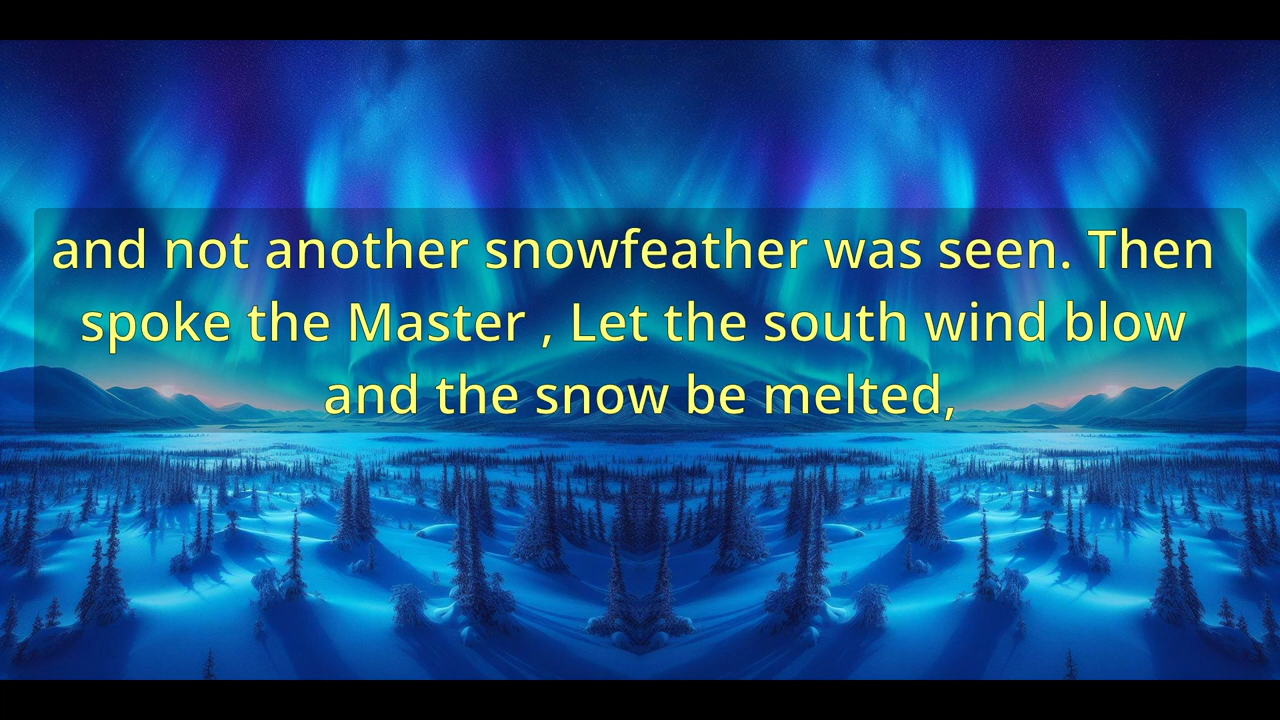 and not another snowfeather was seen. Then
spoke the Master , Let the south wind blow
and the snow be melted,